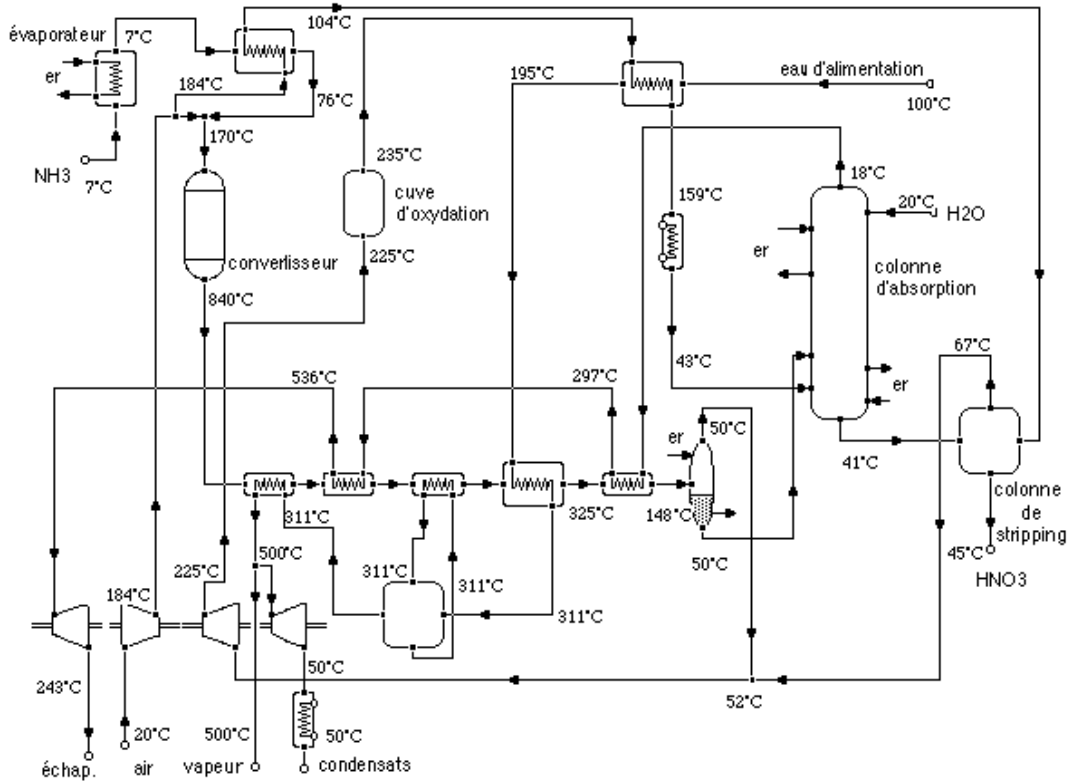 104°C
évaporateur
7°C
er
184°C
76°C
170°C
NH3
7°C
195°C
eau d'alimentation
100°C
235°C
cuve
d'oxydation
225°C
converlisseur
840°C
159°C
18°C
20°C
H2O
er
colonne
d'absorption
43°C
67°C
536°C
297°C
er
er
50°C
41°C
311°C
325°C
148°C
50°C
colonne
de
stripping
45°C
HNO3
500°C
225°C
184°C
311°C
311°C
311°C
243°C
50°C
52°C
20°C
500°C
50°C
échap.
air
vapeur
condensats